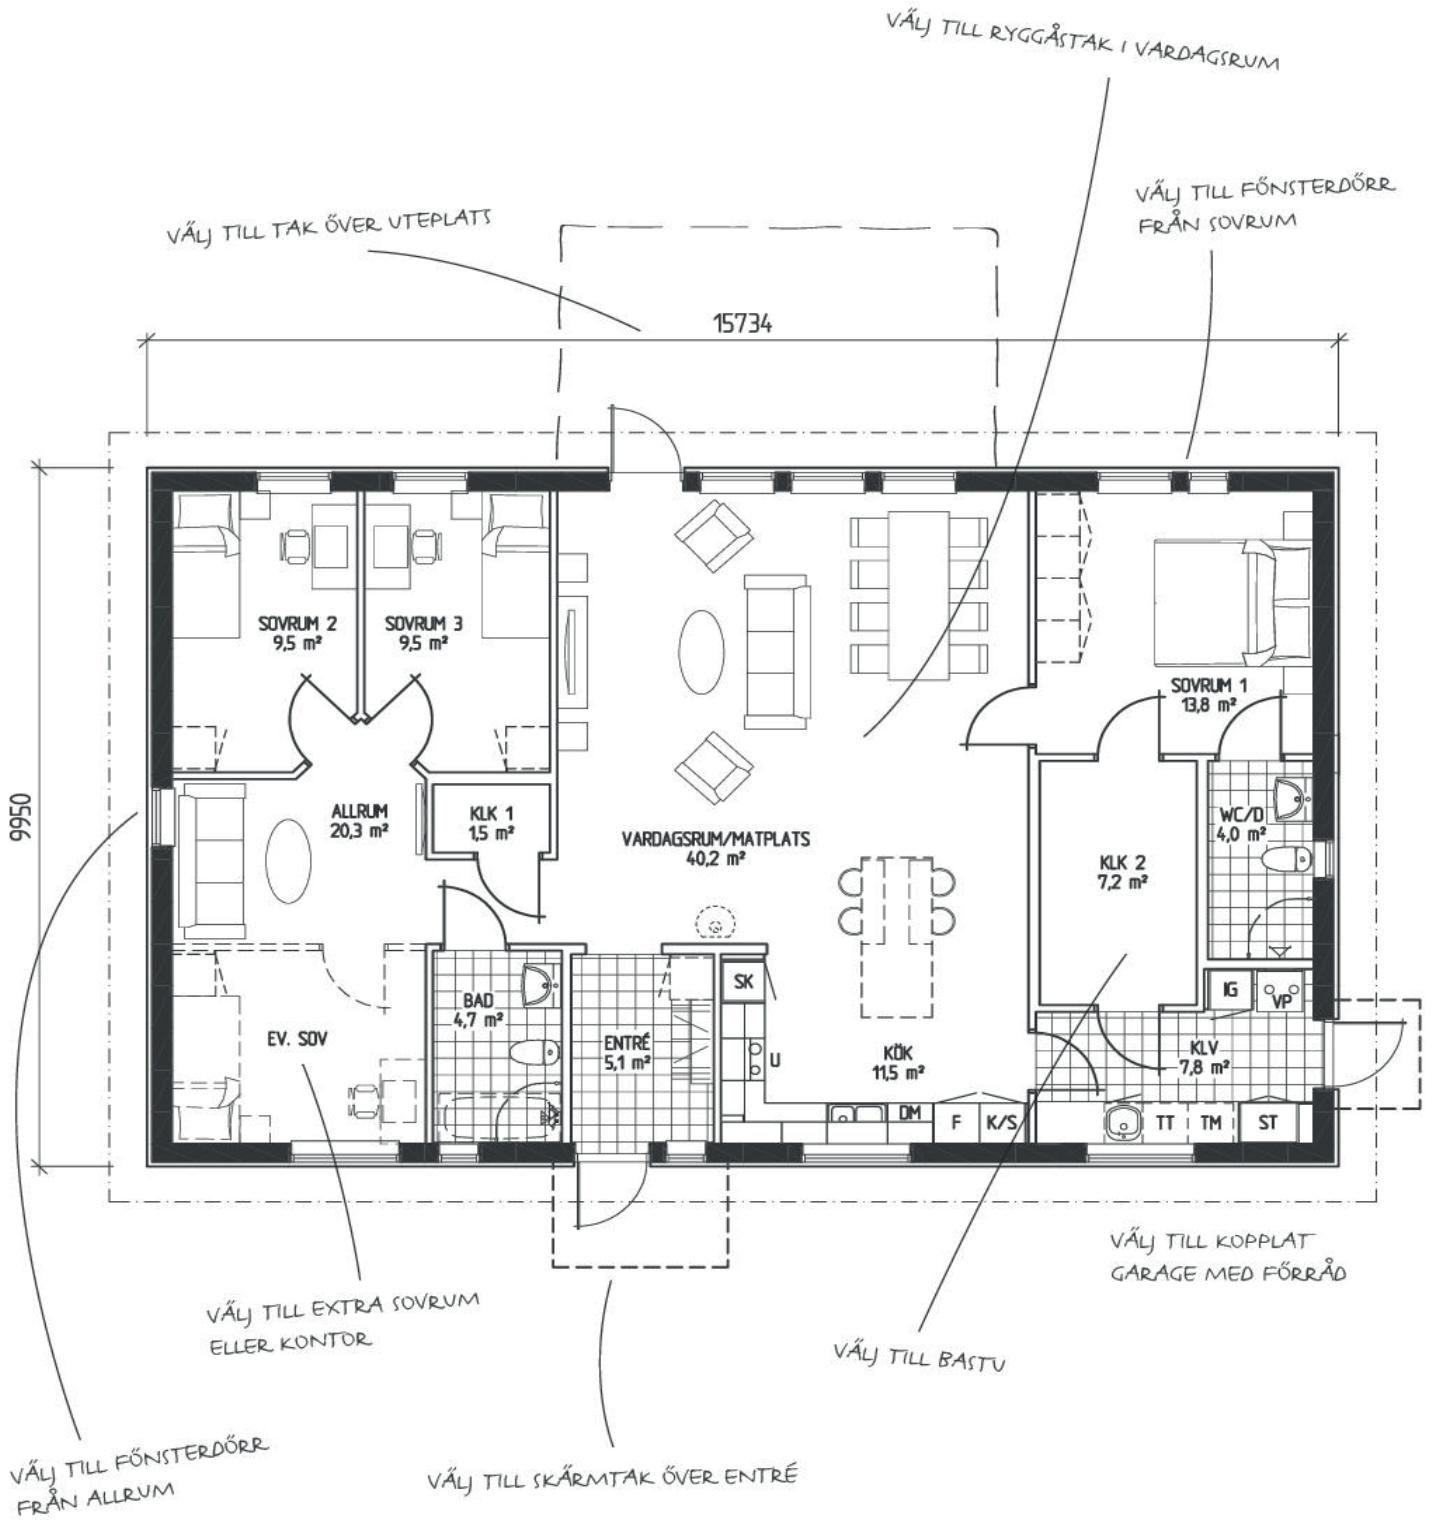 VÄLJ TILL RYGGÅSTAK I VARDAGSRUM
VÄLJ TILL FÖNSTERDÖRR
FRÅN SOVRUM
VÄLJ TILL TAK ÖVER UTEPLATS
15734
9950
SOVRUM 2
9,5 m²
SOVRUM 3
9,5 m²
SOVRUM 1
13,8 m²
ALLRUM
20,3 m²
KLK 1
1,5 m²
VARDAGSRUM/MATPLATS
40,2 m²
KLK 2
7,2 m²
WC/D
4,0 m²
SK
IG
VP
BAD
4,7 m²
EV. SOV
ENTRÉ
5,1 m²
U
KÖK
11,5 m²
KLV
7,8 m²
DM
F
K/S
TT
TM
ST
VÄLJ TILL KOPPLAT
GARAGE MED FÖRRÅD
VÄLJ TILL EXTRA SOVRUM
ELLER KONTOR
VÄLJ TILL BASTU
VÄLJ TILL FÖNSTERDÖRR
FRÅN ALLRUM
VÄLJ TILL SKÄRMTAK ÖVER ENTRÉ